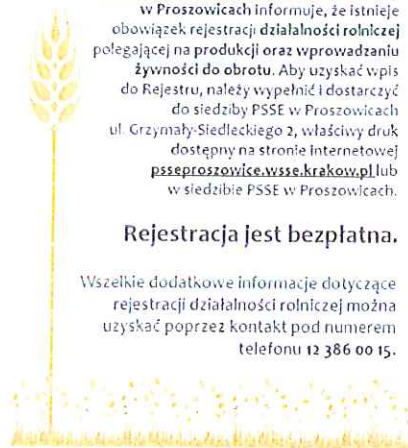 w Proszowicach informuje, że istnieje
obowiązek rejestracji działalności rolniczej
polegającej na produkcji oraz wprowadzaniu
żywności do obrotu. Aby uzyskać wpis
do Rejestru, należy wypełnić i dostarczyć
do siedziby PSSE w Proszowicach
ul. Grzymały-Siedleckiego 2, właściwy druk
dostępny na stronie internetowej
psseproszowice.wsse.krakow.pl lub
w siedzibie PSSE w Proszowicach.
Rejestracja jest bezpłatna.
Wszelkie dodatkowe informacje dotyczące
rejestracji działalności rolniczej można
uzyskać poprzez kontakt pod numerem
telefonu 12 386 00 15.